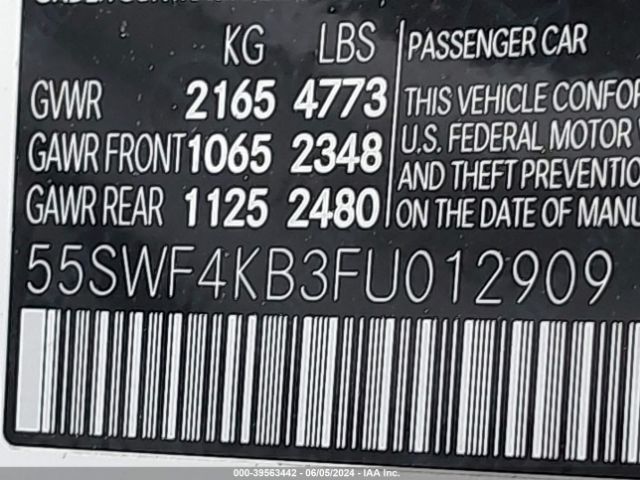 KG LBS
GVWR 2165 4773
GAWR FRONT 1065 2348
GAWR REAR 1125 2480
PASSENGER CAR
THIS VEHICLE CONFOR
U.S. FEDERAL MOTOR
AND THEFT PREVENTIO
ON THE DATE OF MANU
55SWF4KB3FU012909
000-39563442 - 06/05/2024 - IAA Inc.